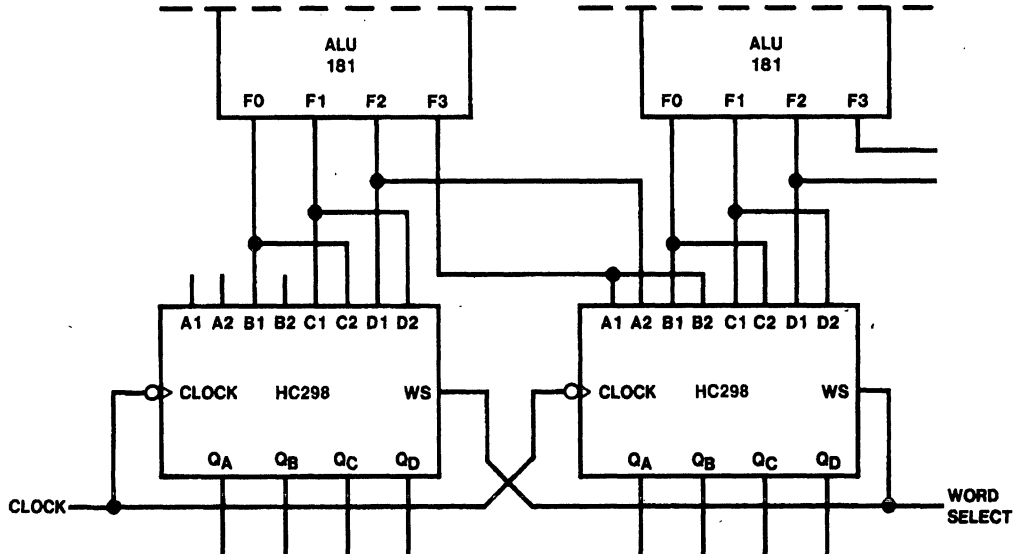 ALU
181
F0 F1 F2 F3
ALU
181
F0 F1 F2 F3
A1 A2 B1 B2 C1 C2 D1 D2
CLOCK HC298 WS
QA QB QC QD
A1 A2 B1 B2 C1 C2 D1 D2
CLOCK HC298 WS
QA QB QC QD
CLOCK
WORD
SELECT